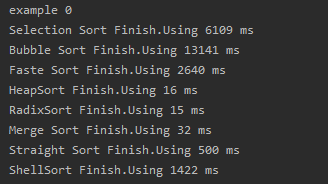 example 0
Selection Sort Finish.Using 6109 ms
Bubble Sort Finish.Using 13141 ms
Faste Sort Finish.Using 2640 ms
HeapSort Finish.Using 16 ms
RadixSort Finish.Using 15 ms
Merge Sort Finish.Using 32 ms
Straight Sort Finish.Using 500 ms
ShellSort Finish.Using 1422 ms